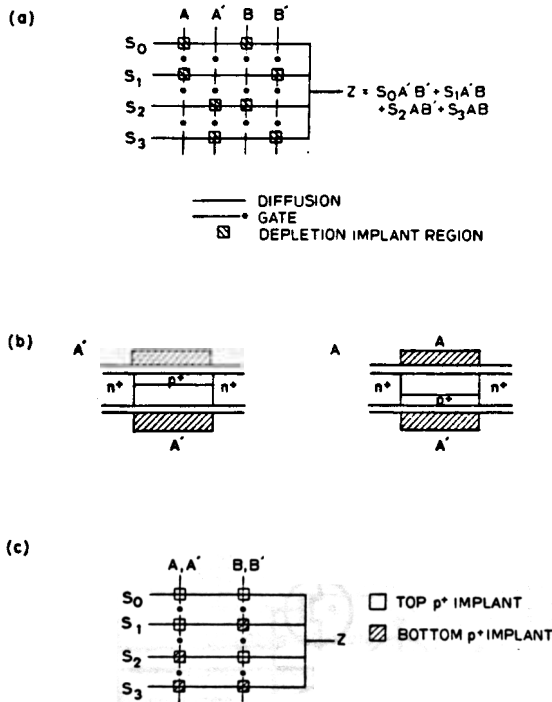 (a)
A A′ B B′
S0
S1
S2
S3
Z = S0A′B′ + S1A′B
+S2AB′+S3AB
DIFFUSION
GATE
DEPLETION IMPLANT REGION
(b)
A′ A A
n+ p+ n+ n+ p+ n+
A′ A′
(c)
A,A′ B,B′
S0
S1
S2
S3
Z
TOP p+ IMPLANT
BOTTOM p+ IMPLANT